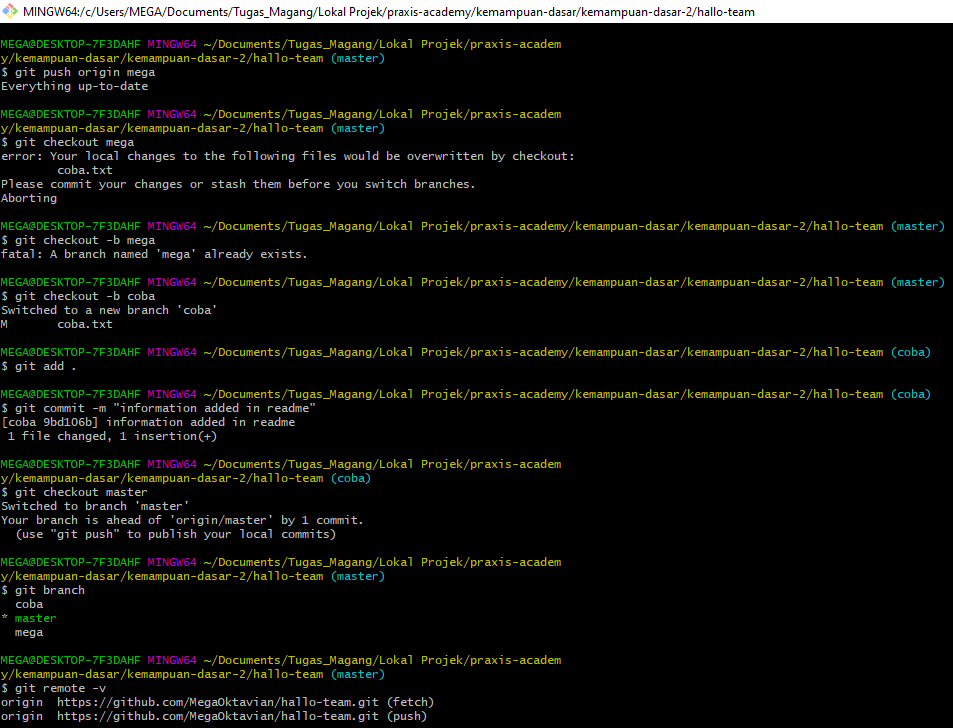 MINGW64:/c/Users/MEGA/Documents/Tugas_Magang/Lokal Projek/praxis-academy/kemampuan-dasar/kemampuan-dasar-2/hallo-team
MEGA@DESKTOP-7F3DAHF MINGW64 ~/Documents/Tugas_Magang/Lokal Projek/praxis-academ
y/kemampuan-dasar/kemampuan-dasar-2/hallo-team (master)
$ git push origin mega
Everything up-to-date
MEGA@DESKTOP-7F3DAHF MINGW64 ~/Documents/Tugas_Magang/Lokal Projek/praxis-academ
y/kemampuan-dasar/kemampuan-dasar-2/hallo-team (master)
$ git checkout mega
error: Your local changes to the following files would be overwritten by checkout:
        coba.txt
Please commit your changes or stash them before you switch branches.
Aborting
MEGA@DESKTOP-7F3DAHF MINGW64 ~/Documents/Tugas_Magang/Lokal Projek/praxis-academy/kemampuan-dasar/kemampuan-dasar-2/hallo-team (master)
$ git checkout -b mega
fatal: A branch named 'mega' already exists.
MEGA@DESKTOP-7F3DAHF MINGW64 ~/Documents/Tugas_Magang/Lokal Projek/praxis-academy/kemampuan-dasar/kemampuan-dasar-2/hallo-team (master)
$ git checkout -b coba
Switched to a new branch 'coba'
M       coba.txt
MEGA@DESKTOP-7F3DAHF MINGW64 ~/Documents/Tugas_Magang/Lokal Projek/praxis-academy/kemampuan-dasar/kemampuan-dasar-2/hallo-team (coba)
$ git add .
MEGA@DESKTOP-7F3DAHF MINGW64 ~/Documents/Tugas_Magang/Lokal Projek/praxis-academy/kemampuan-dasar/kemampuan-dasar-2/hallo-team (coba)
$ git commit -m "information added in readme"
[coba 9bd106b] information added in readme
 1 file changed, 1 insertion(+)
MEGA@DESKTOP-7F3DAHF MINGW64 ~/Documents/Tugas_Magang/Lokal Projek/praxis-academ
y/kemampuan-dasar/kemampuan-dasar-2/hallo-team (coba)
$ git checkout master
Switched to branch 'master'
Your branch is ahead of 'origin/master' by 1 commit.
  (use "git push" to publish your local commits)
MEGA@DESKTOP-7F3DAHF MINGW64 ~/Documents/Tugas_Magang/Lokal Projek/praxis-academ
y/kemampuan-dasar/kemampuan-dasar-2/hallo-team (master)
$ git branch
  coba
* master
  mega
MEGA@DESKTOP-7F3DAHF MINGW64 ~/Documents/Tugas_Magang/Lokal Projek/praxis-academ
y/kemampuan-dasar/kemampuan-dasar-2/hallo-team (master)
$ git remote -v
origin  https://github.com/MegaOktavian/hallo-team.git (fetch)
origin  https://github.com/MegaOktavian/hallo-team.git (push)